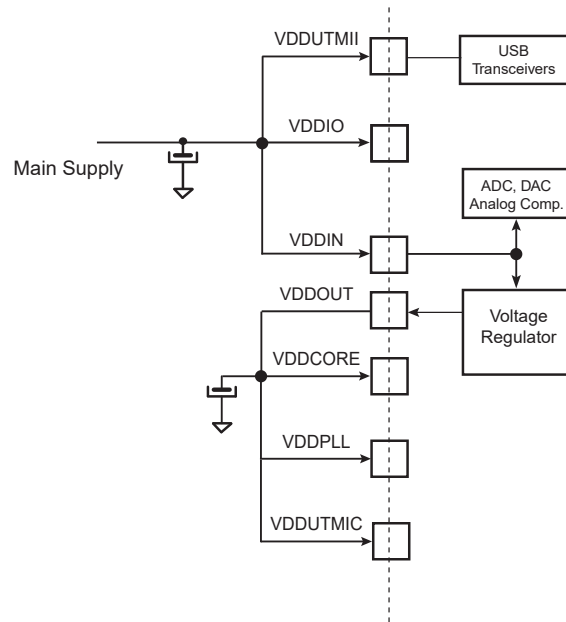 VDDUTMII
USB
Transceivers
VDDIO
Main Supply
ADC, DAC
Analog Comp.
VDDIN
VDDOUT
Voltage
Regulator
VDDCORE
VDDPLL
VDDUTMIC